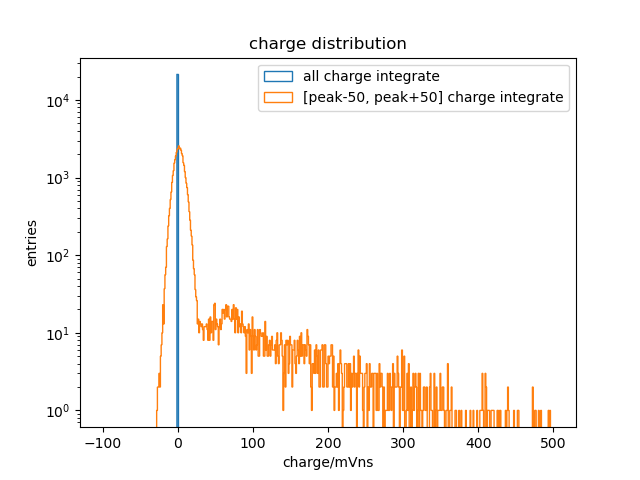 charge distribution
all charge integrate
[peak-50, peak+50] charge integrate
entries
10⁴
10³
10²
10¹
10⁰
−100
0
100
200
300
400
500
charge/mVns